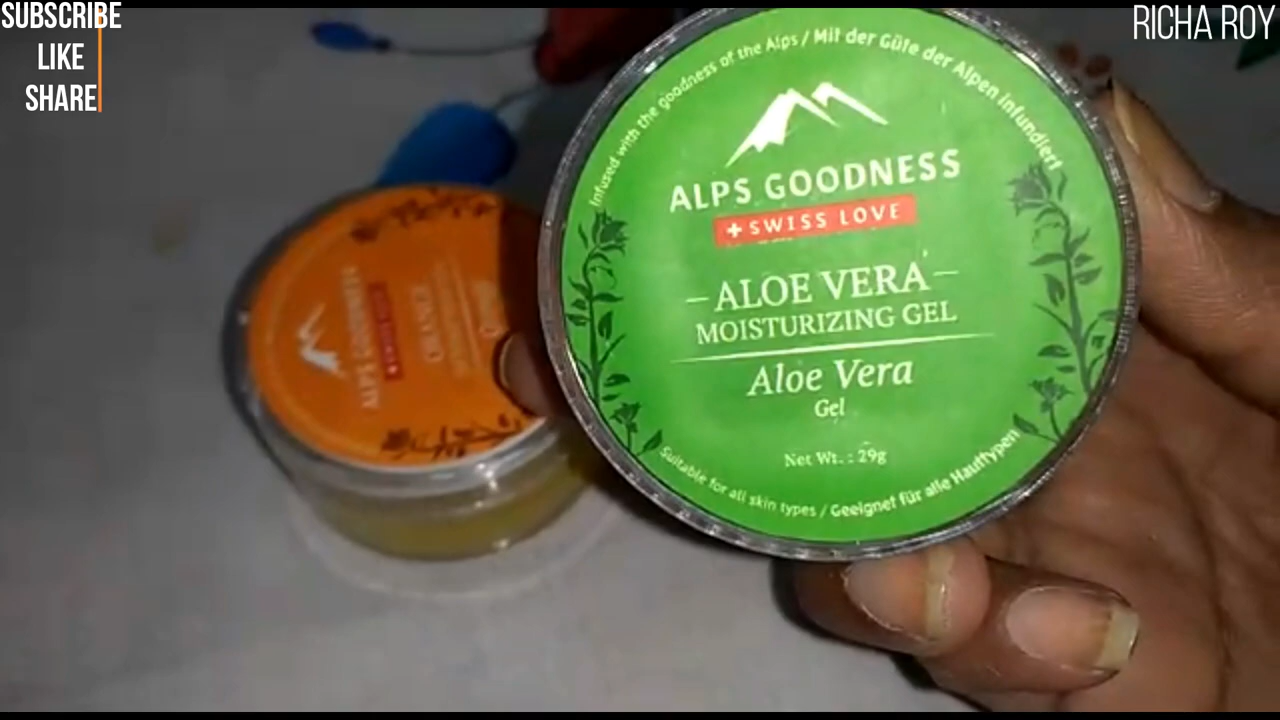 SUBSCRIBE
LIKE
SHARE
RICHA ROY
Infused with the goodness of the Alps / Mit der Güte der Alpen infundiert
ALPS GOODNESS
+ SWISS LOVE
– ALOE VERA –
MOISTURIZING GEL
Aloe Vera
Gel
Net Wt. : 29g
Suitable for all skin types / Geeignet für alle Hauttypen
ALPS GOODNESS